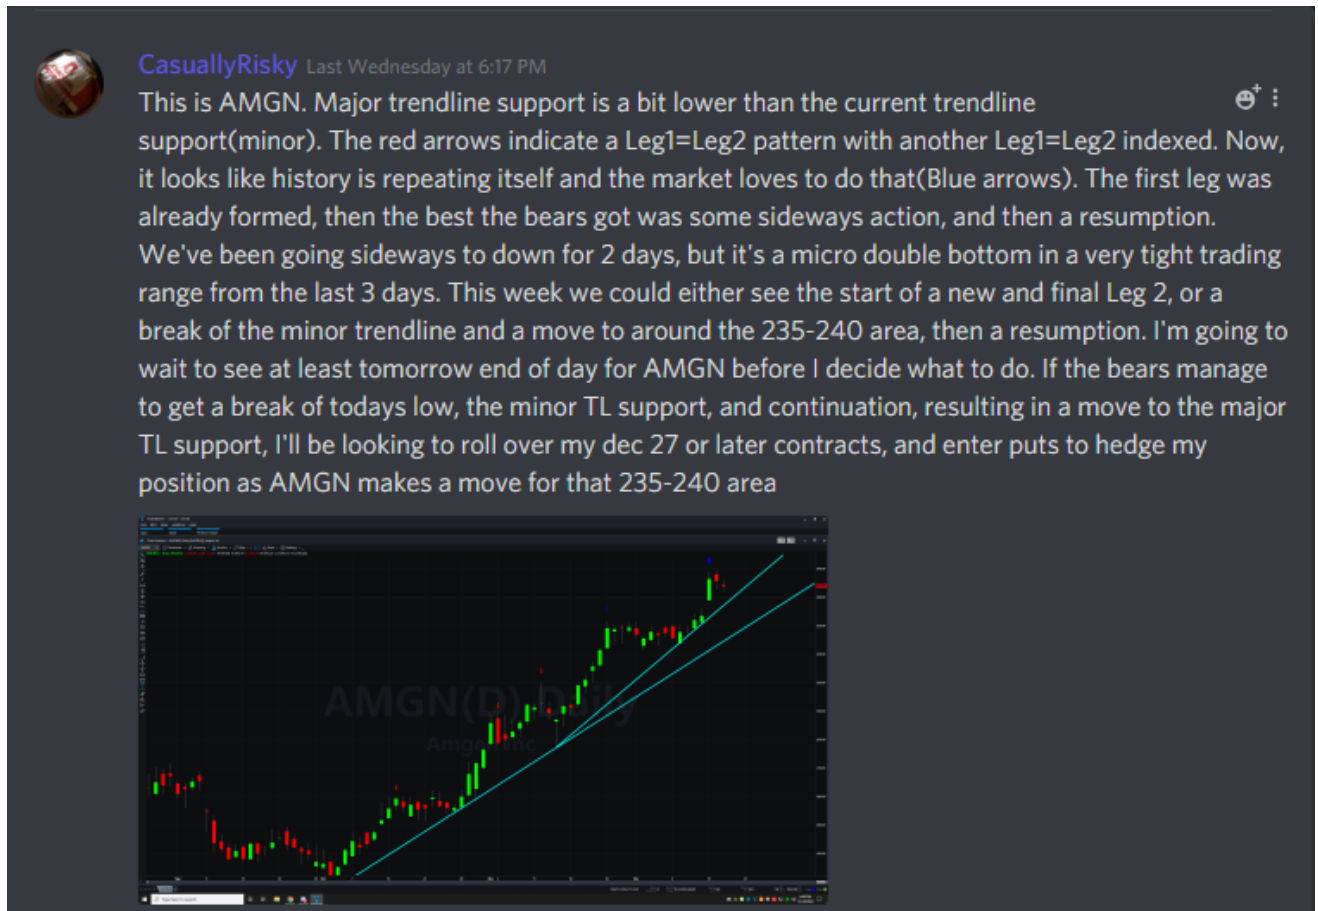 CasuallyRisky Last Wednesday at 6:17 PM
This is AMGN. Major trendline support is a bit lower than the current trendline
support(minor). The red arrows indicate a Leg1=Leg2 pattern with another Leg1=Leg2 indexed. Now,
it looks like history is repeating itself and the market loves to do that(Blue arrows). The first leg was
already formed, then the best the bears got was some sideways action, and then a resumption.
We've been going sideways to down for 2 days, but it's a micro double bottom in a very tight trading
range from the last 3 days. This week we could either see the start of a new and final Leg 2, or a
break of the minor trendline and a move to around the 235-240 area, then a resumption. I'm going to
wait to see at least tomorrow end of day for AMGN before I decide what to do. If the bears manage
to get a break of todays low, the minor TL support, and continuation, resulting in a move to the major
TL support, I'll be looking to roll over my dec 27 or later contracts, and enter puts to hedge my
position as AMGN makes a move for that 235-240 area
AMGN(D) Daily
Amgen Inc